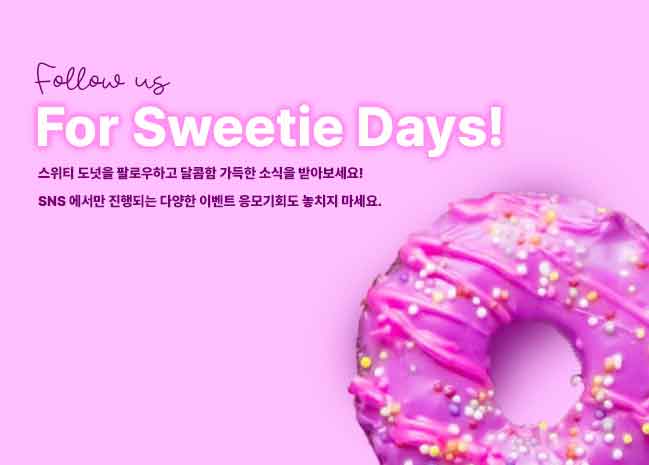 Follow us
For Sweetie Days!
스위티 도넛을 팔로우하고 달콤함 가득한 소식을 받아보세요!
SNS 에서만 진행되는 다양한 이벤트 응모기회도 놓치지 마세요.